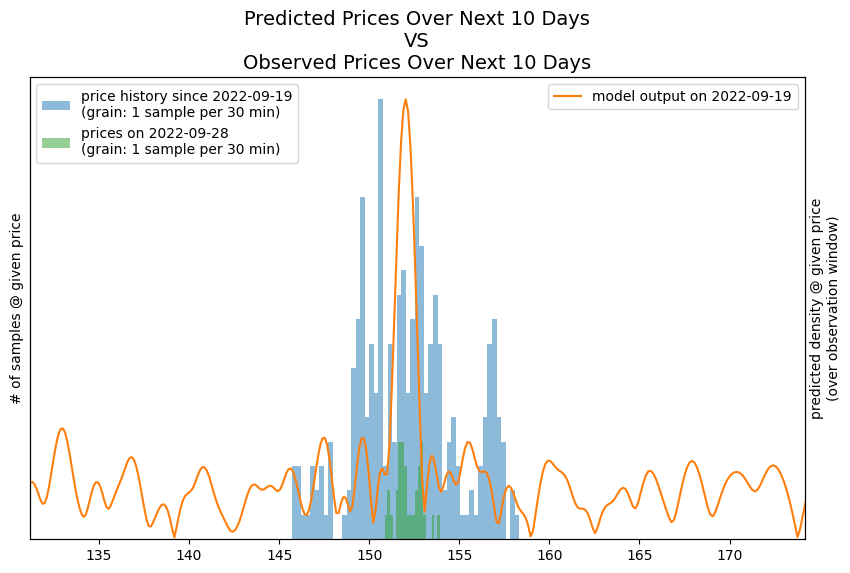 Predicted Prices Over Next 10 Days
VS
Observed Prices Over Next 10 Days
price history since 2022-09-19
(grain: 1 sample per 30 min)
prices on 2022-09-28
(grain: 1 sample per 30 min)
model output on 2022-09-19
# of samples @ given price
predicted density @ given price
(over observation window)
135
140
145
150
155
160
165
170